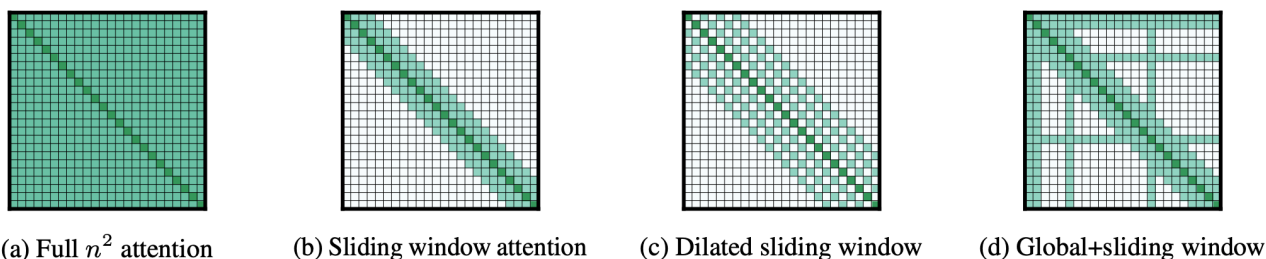 (a) Full n² attention
(b) Sliding window attention
(c) Dilated sliding window
(d) Global+sliding window